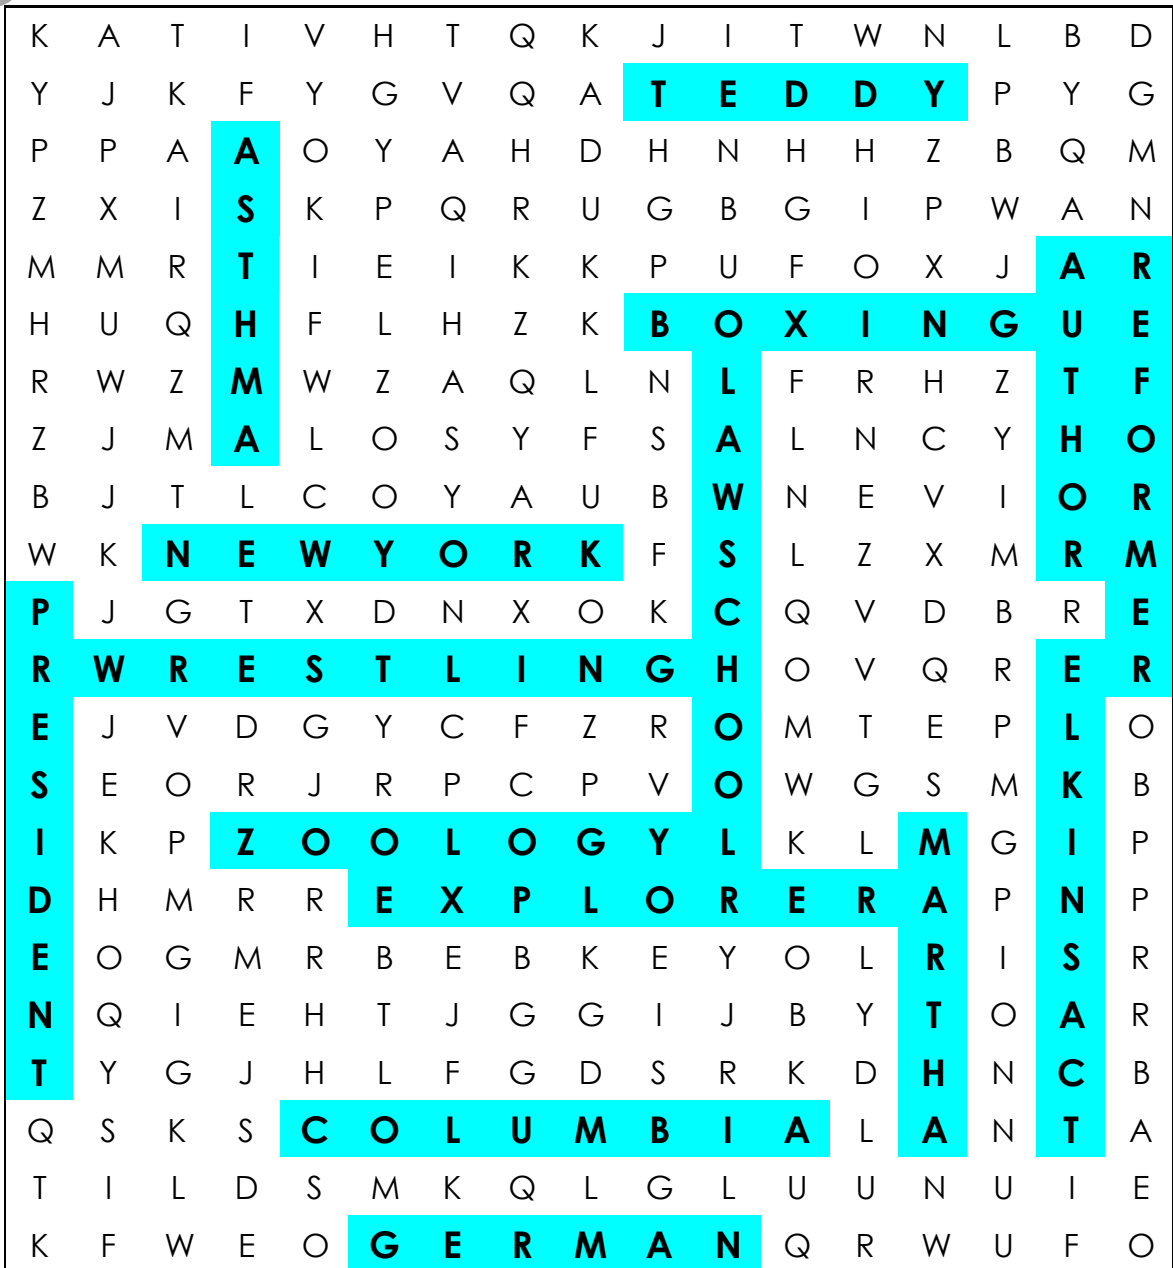 K A T I V H T Q K J I T W N L B D
Y J K F Y G V Q A T E D D Y P Y G
P P A A O Y A H D H N H H Z B Q M
Z X I S K P Q R U G B G I P W A N
M M R T I E I K K P U F O X J A R
H U Q H F L H Z K B O X I N G U E
R W Z M W Z A Q L N L F R H Z T F
Z J M A L O S Y F S A L N C Y H O
B J T L C O Y A U B W N E V I O R
W K N E W Y O R K F S L Z X M R M
P J G T X D N X O K C Q V D B R E
R W R E S T L I N G H O V Q R E R
E J V D G Y C F Z R O M T E P L O
S E O R J R P C P V O W G S M K B
I K P Z O O L O G Y L K L M G I P
D H M R R E X P L O R E R A P N P
E O G M R B E B K E Y O L R I S R
N Q I E H T J G G I J B Y T O A R
T Y G J H L F G D S R K D H N C B
Q S K S C O L U M B I A L A N T A
T I L D S M K Q L G L U U N U I E
K F W E O G E R M A N Q R W U F O